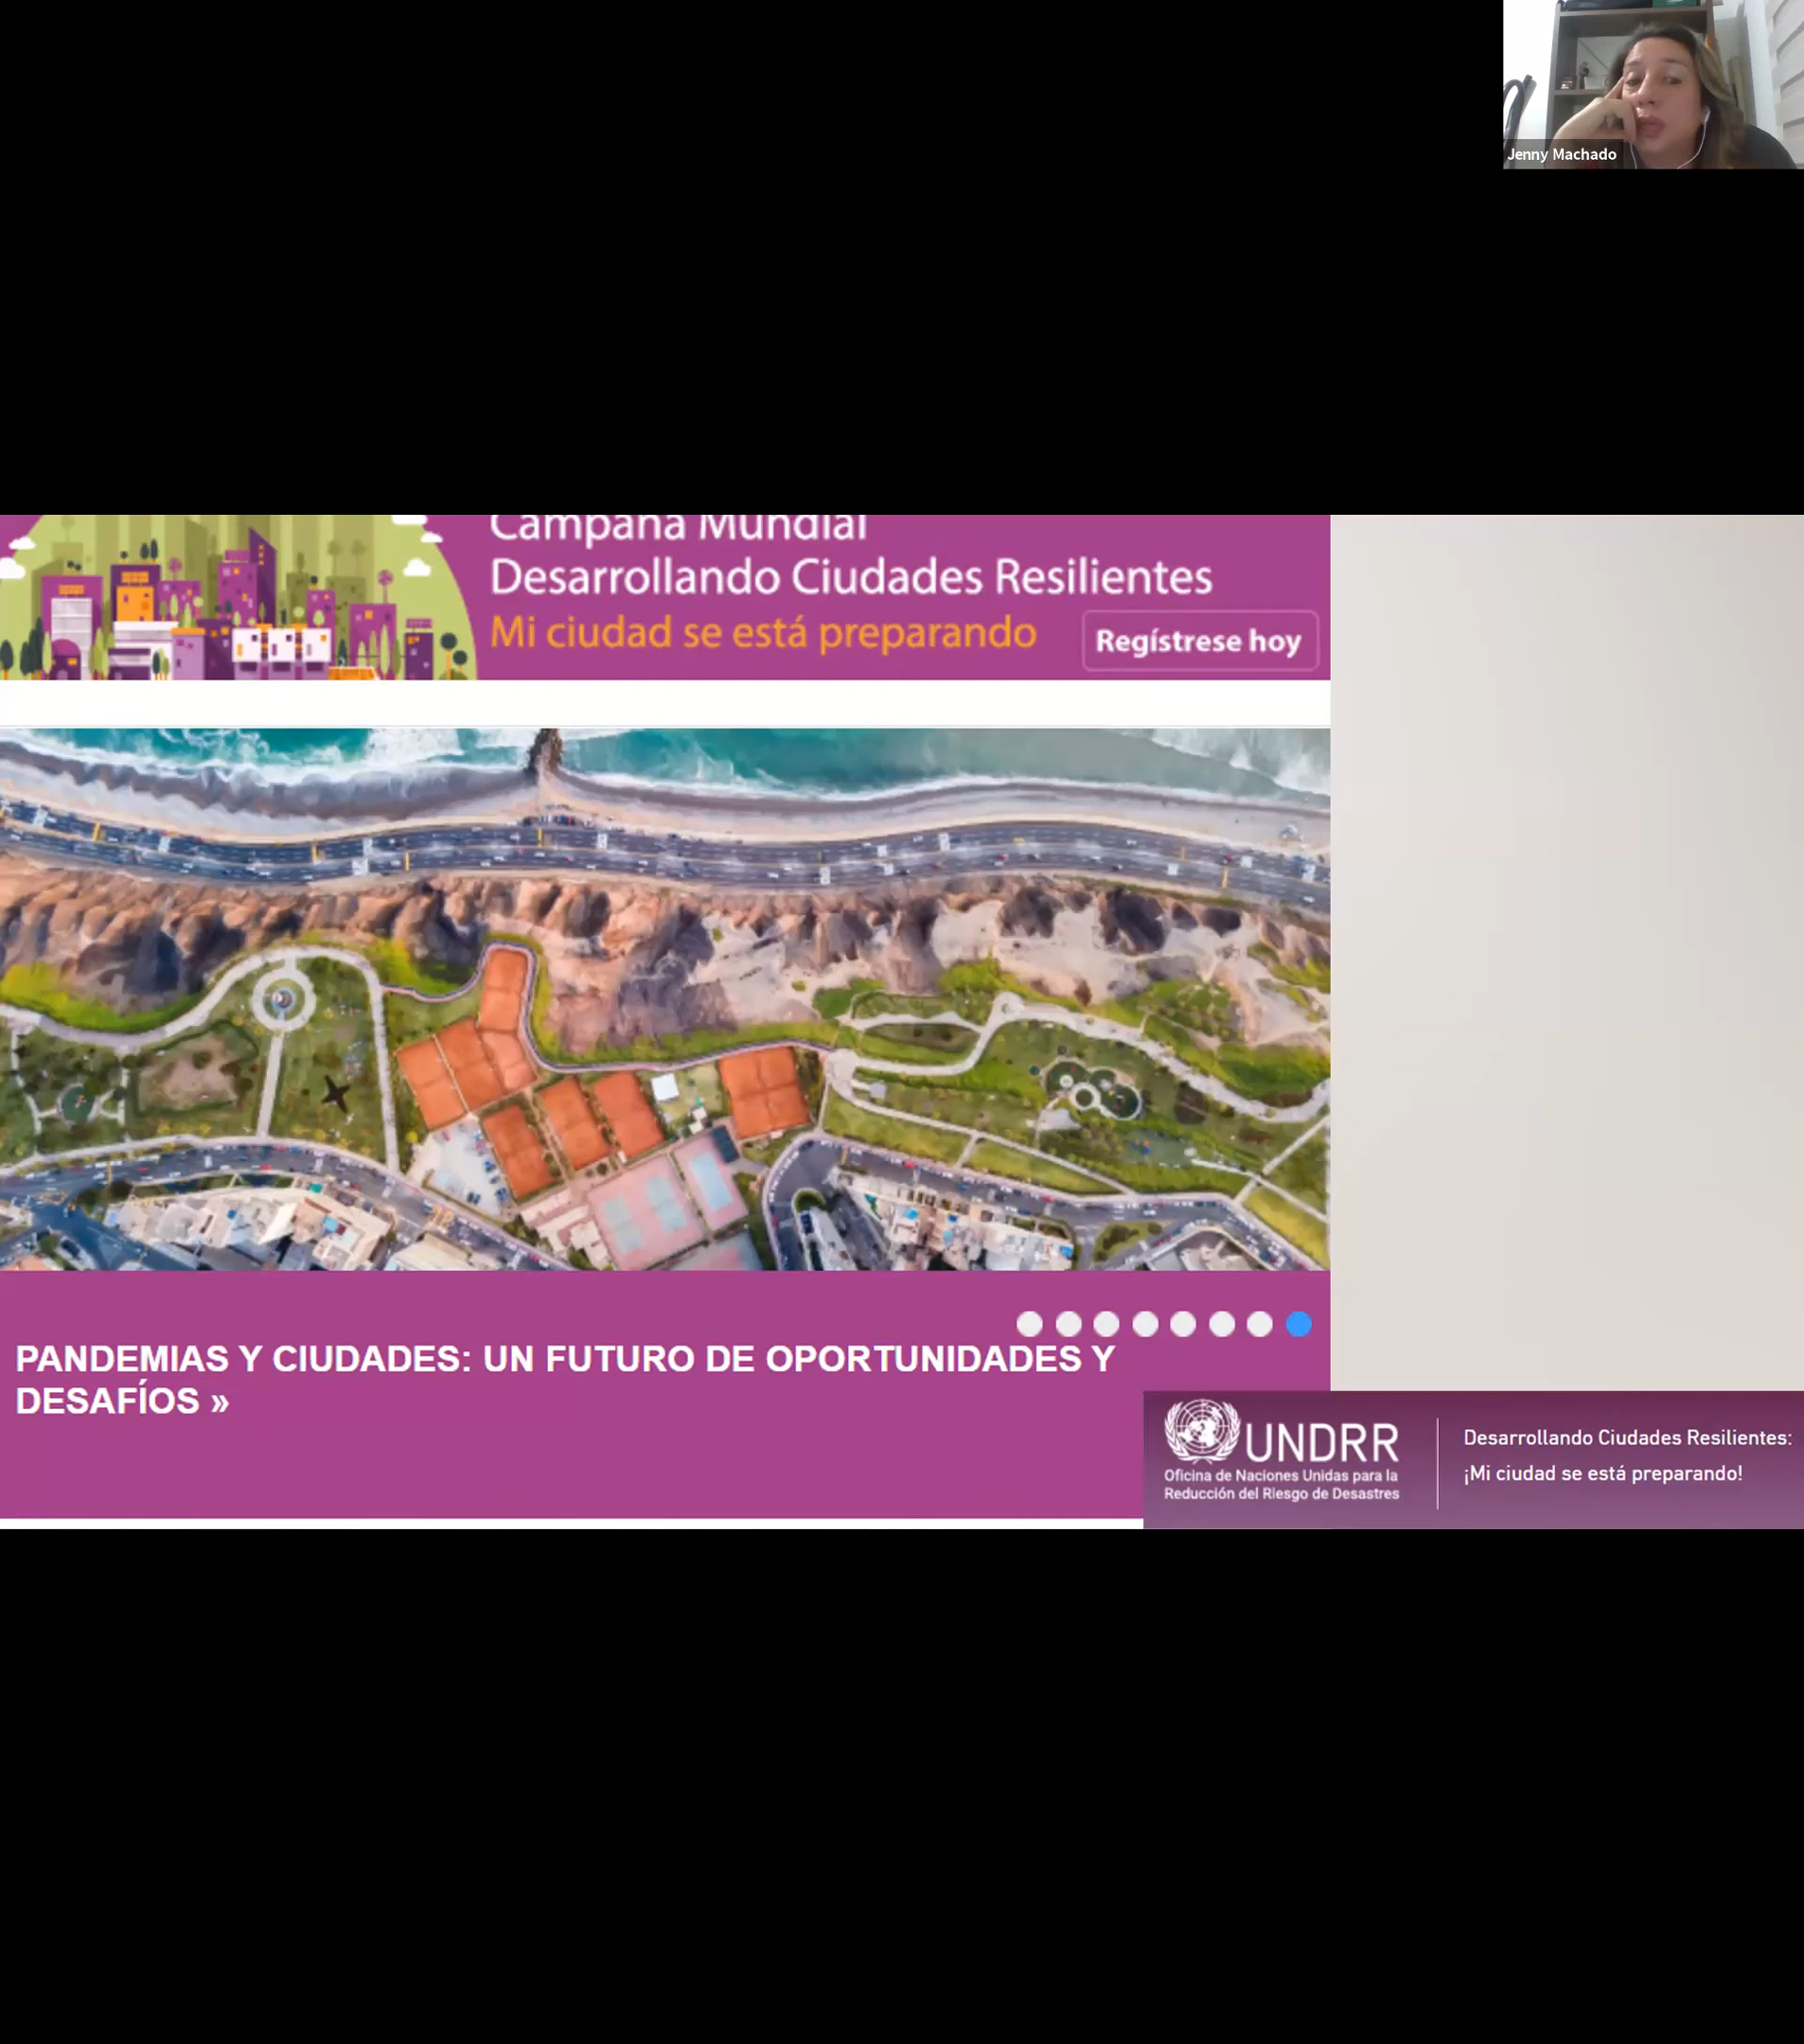 Jenny Machado
Campaña Mundial
Desarrollando Ciudades Resilientes
Mi ciudad se está preparando
Regístrese hoy
PANDEMIAS Y CIUDADES: UN FUTURO DE OPORTUNIDADES Y
DESAFÍOS »
UNDRR
Oficina de Naciones Unidas para la
Reducción del Riesgo de Desastres
Desarrollando Ciudades Resilientes:
¡Mi ciudad se está preparando!